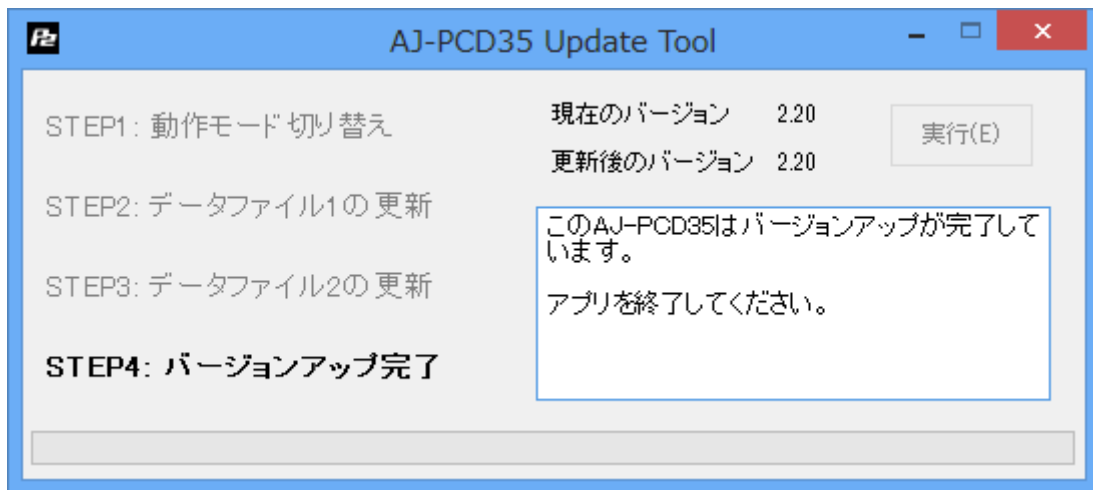 P2
AJ-PCD35 Update Tool
STEP1: 動作モード切り替え
STEP2: データファイル1の更新
STEP3: データファイル2の更新
STEP4: バージョンアップ完了
現在のバージョン 2.20
更新後のバージョン 2.20
実行(E)
このAJ-PCD35はバージョンアップが完了して
います。
アプリを終了してください。